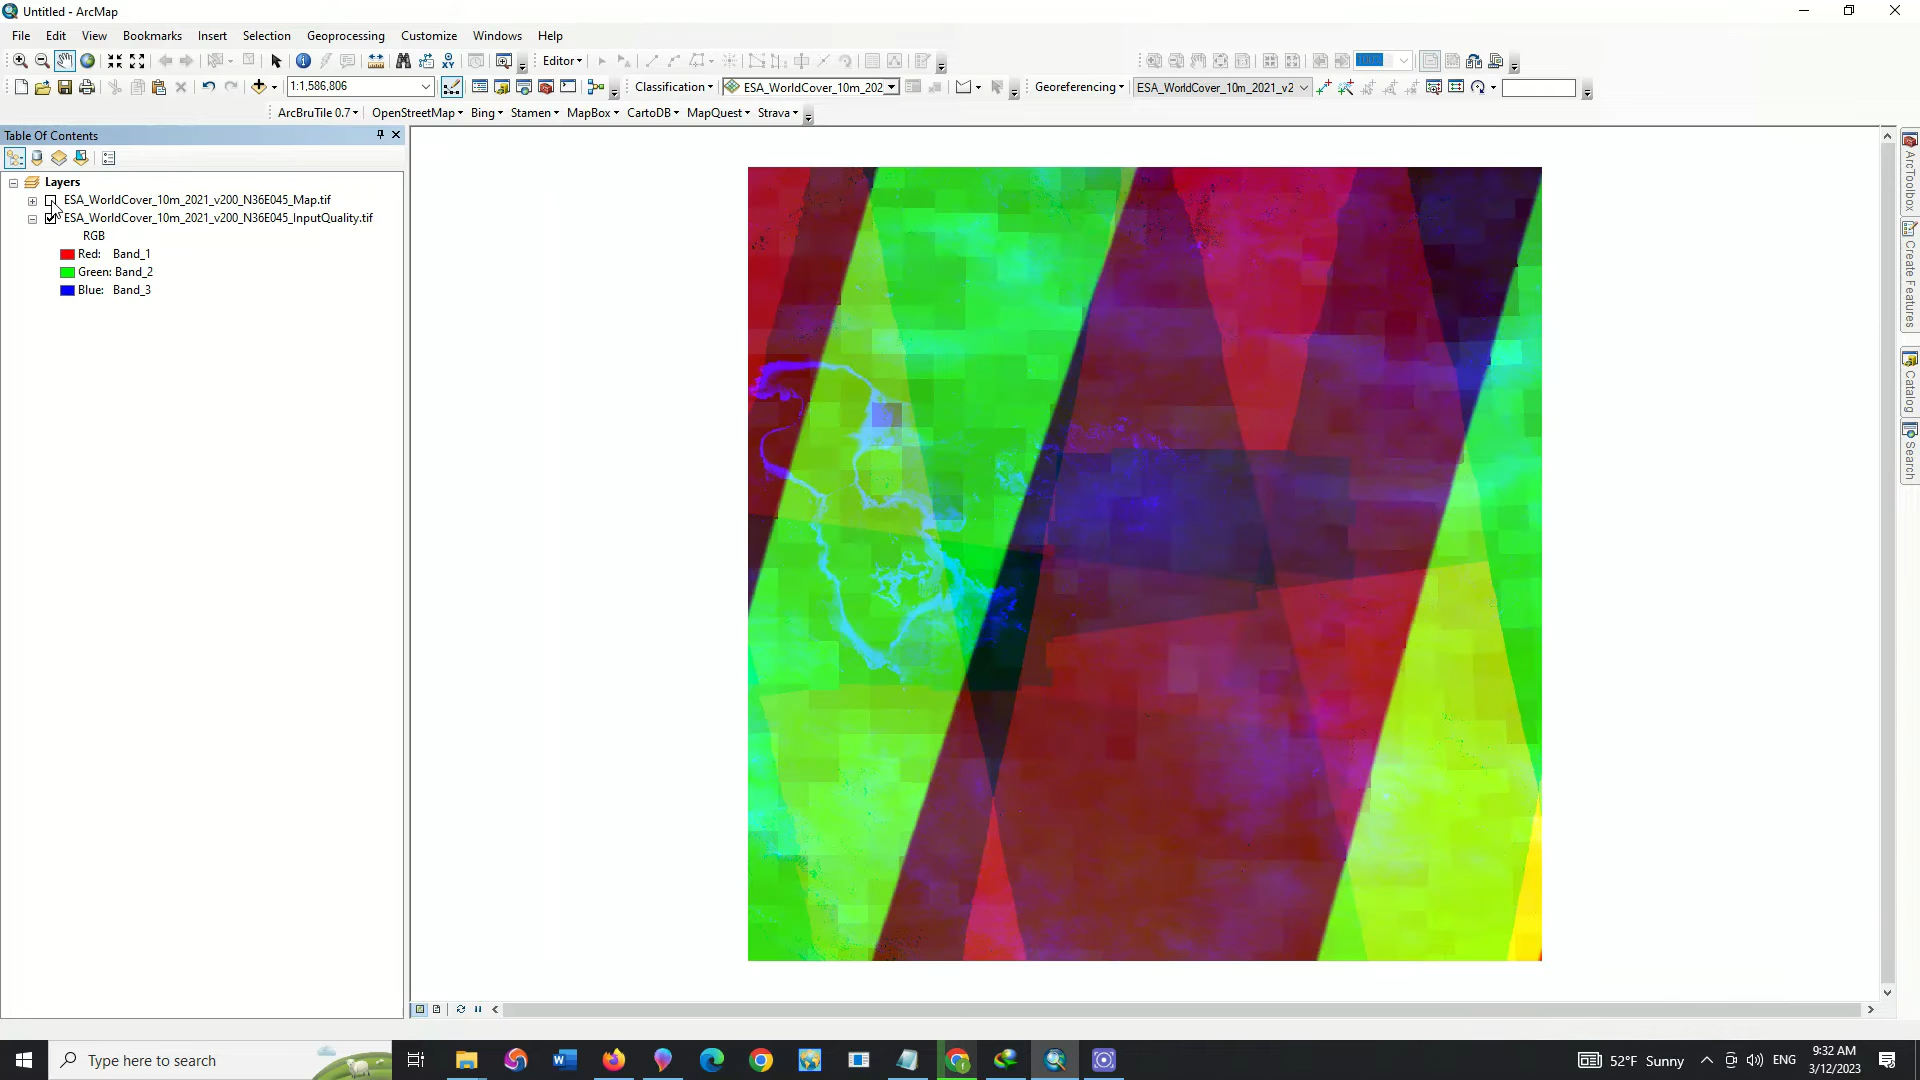 Untitled - ArcMap
File Edit View Bookmarks Insert Selection Geoprocessing Customize Windows Help
Editor
100%
1:1,586,806
Classification
ESA_WorldCover_10m_202
Georeferencing
ESA_WorldCover_10m_2021_v2
ArcBruTile 0.7 OpenStreetMap Bing Stamen MapBox CartoDB MapQuest Strava
Table Of Contents
Layers
ESA_WorldCover_10m_2021_v200_N36E045_Map.tif
ESA_WorldCover_10m_2021_v200_N36E045_InputQuality.tif
RGB
Red: Band_1
Green: Band_2
Blue: Band_3
ArcToolbox
Create Features
Catalog
Search
Type here to search
52°F Sunny
ENG
9:32 AM
3/12/2023